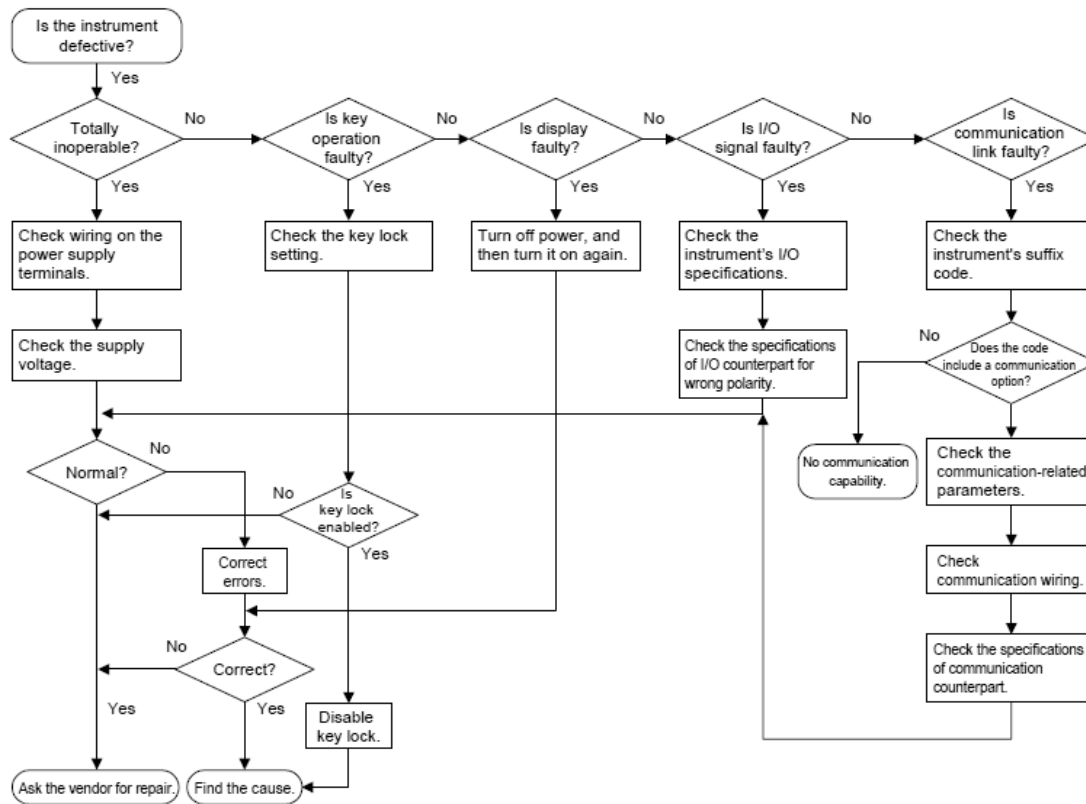 Is the instrument
defective?
Yes
Totally
inoperable?
No
Is key
operation
faulty?
No
Is display
faulty?
No
Is I/O
signal faulty?
No
Is
communication
link faulty?
Yes
Yes
Yes
Yes
Yes
Check wiring on the
power supply
terminals.
Check the key lock
setting.
Turn off power, and
then turn it on again.
Check the
instrument's I/O
specifications.
Check the
instrument's suffix
code.
Check the supply
voltage.
Check the specifications
of I/O counterpart for
wrong polarity.
No
Does the code
include a communication
option?
Normal?
No
No communication
capability.
Check the
communication-related
parameters.
No
Is
key lock
enabled?
Yes
Correct
errors.
Check
communication wiring.
No
Correct?
Check the specifications
of communication
counterpart.
Yes
Yes
Disable
key lock.
Ask the vendor for repair.
Find the cause.